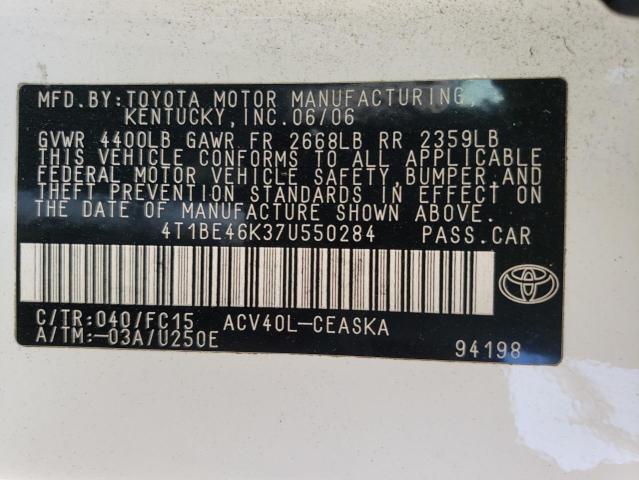 MFD.BY:TOYOTA MOTOR MANUFACTURING,
KENTUCKY,INC.06/06
GVWR 4400LB GAWR FR 2668LB RR 2359LB
THIS VEHICLE CONFORMS TO ALL APPLICABLE
FEDERAL MOTOR VEHICLE SAFETY, BUMPER,AND
THEFT PREVENTION STANDARDS IN EFFECT ON
THE DATE OF MANUFACTURE SHOWN ABOVE.
4T1BE46K37U550284 PASS.CAR
C/TR:040/FC15 ACV40L-CEASKA
A/TM:-03A/U250E
94198